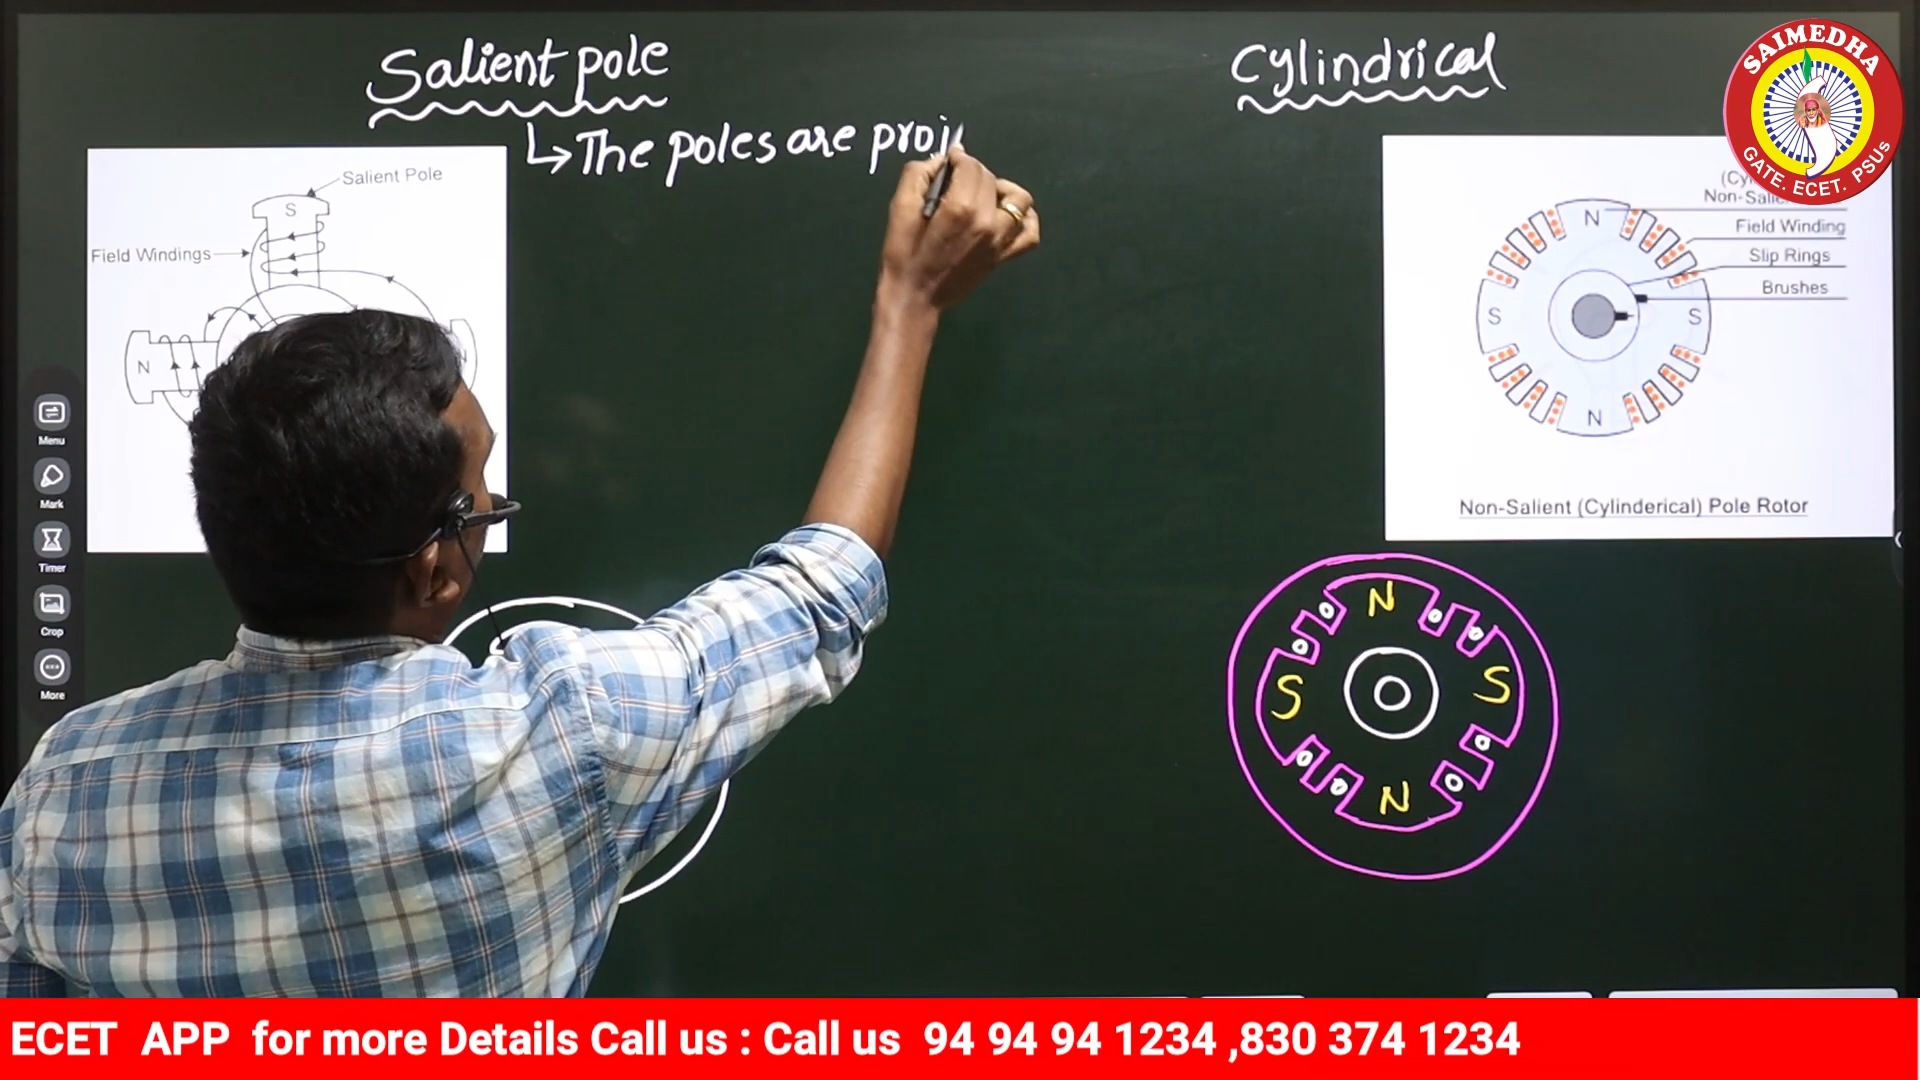 Salient pole
↳The poles are proj
Salient Pole
S
Field Windings
N
N
Cylindrical
SAIMEDHA
GATE. ECET. PSUs
Field Winding
Slip Rings
Brushes
N
S
S
N
Non-Salient (Cylinderical) Pole Rotor
N
S
S
N
Menu
Mark
Timer
Crop
More
ECET APP for more Details Call us : Call us 94 94 94 1234 ,830 374 1234